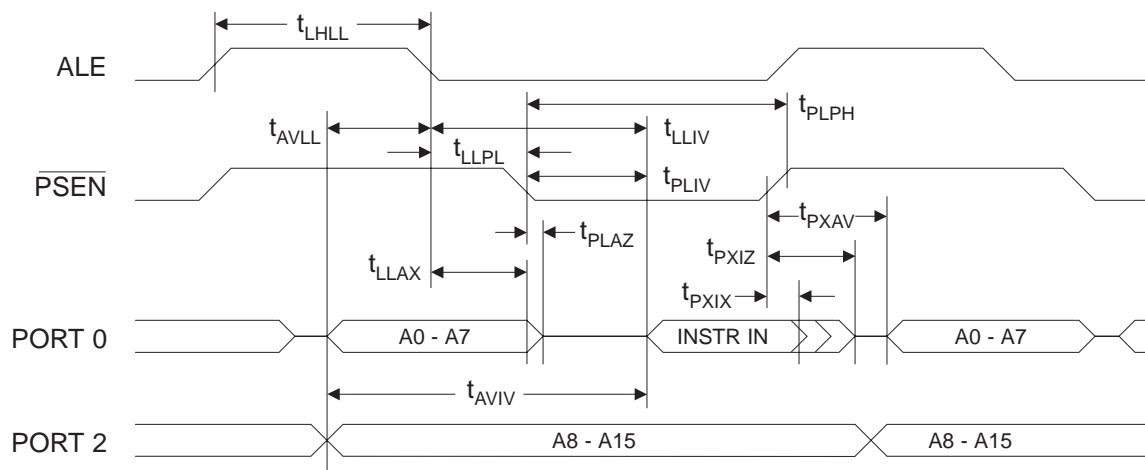 tLHLL
ALE
tPLPH
tAVLL
tLLIV
tLLPL
PSEN
tPLIV
tPXAV
tPLAZ
tPXIZ
tLLAX
tPXIX
PORT 0
A0 - A7
INSTR IN
A0 - A7
tAVIV
PORT 2
A8 - A15
A8 - A15